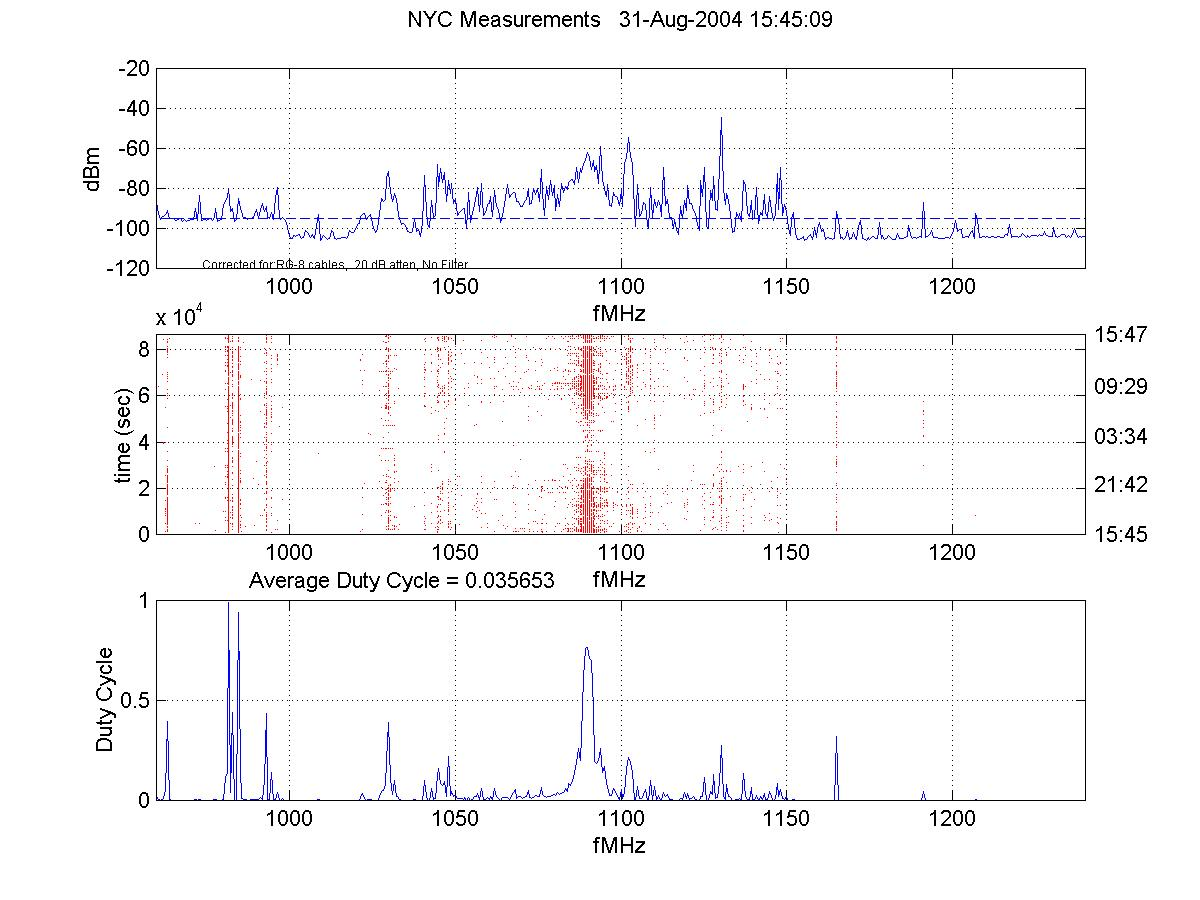 NYC Measurements   31-Aug-2004 15:45:09
-20
-40
-60
-80
-100
-120
dBm
Corrected for:RG-8 cables,  20 dB atten, No Filter
1000 1050 1100 1150 1200
fMHz
x 10^4
8
6
4
2
0
time (sec)
15:47
09:29
03:34
21:42
15:45
1000 1050 1100 1150 1200
Average Duty Cycle = 0.035653 fMHz
1
0.5
0
Duty Cycle
1000 1050 1100 1150 1200
fMHz